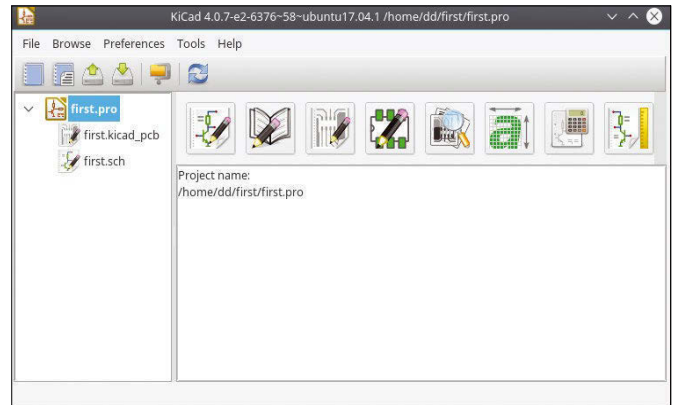 KiCad 4.0.7-e2-6376~58~ubuntu17.04.1 /home/dd/first/first.pro
File Browse Preferences Tools Help
first.pro
first.kicad_pcb
first.sch
Project name:
/home/dd/first/first.pro